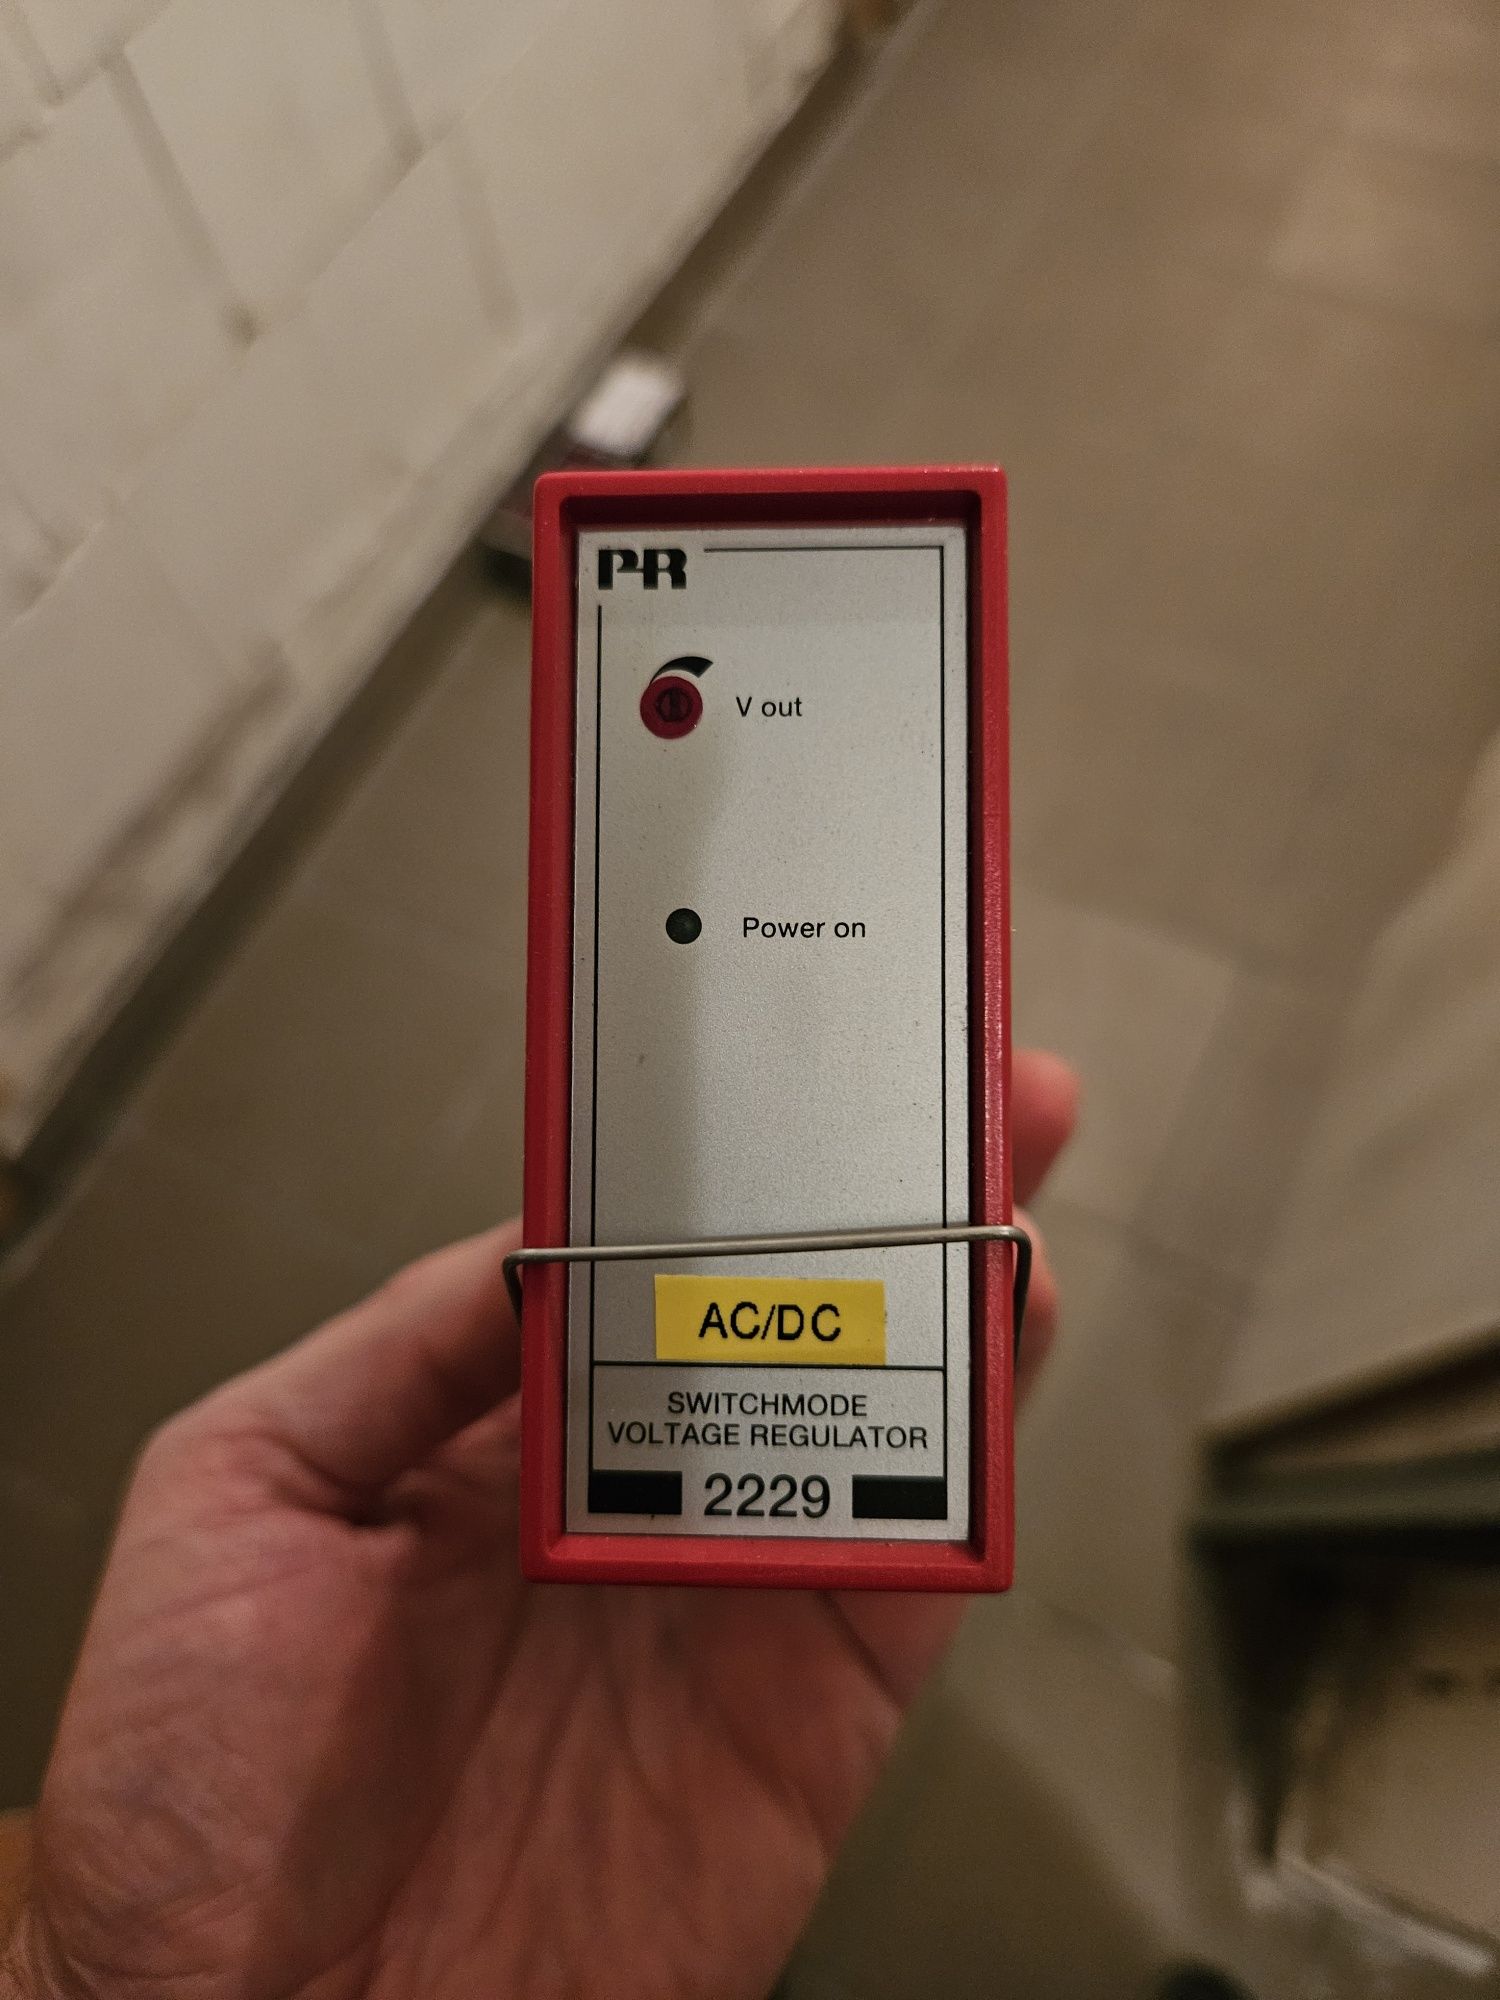 PR
V out
Power on
AC/DC
SWITCHMODE
VOLTAGE REGULATOR
2229